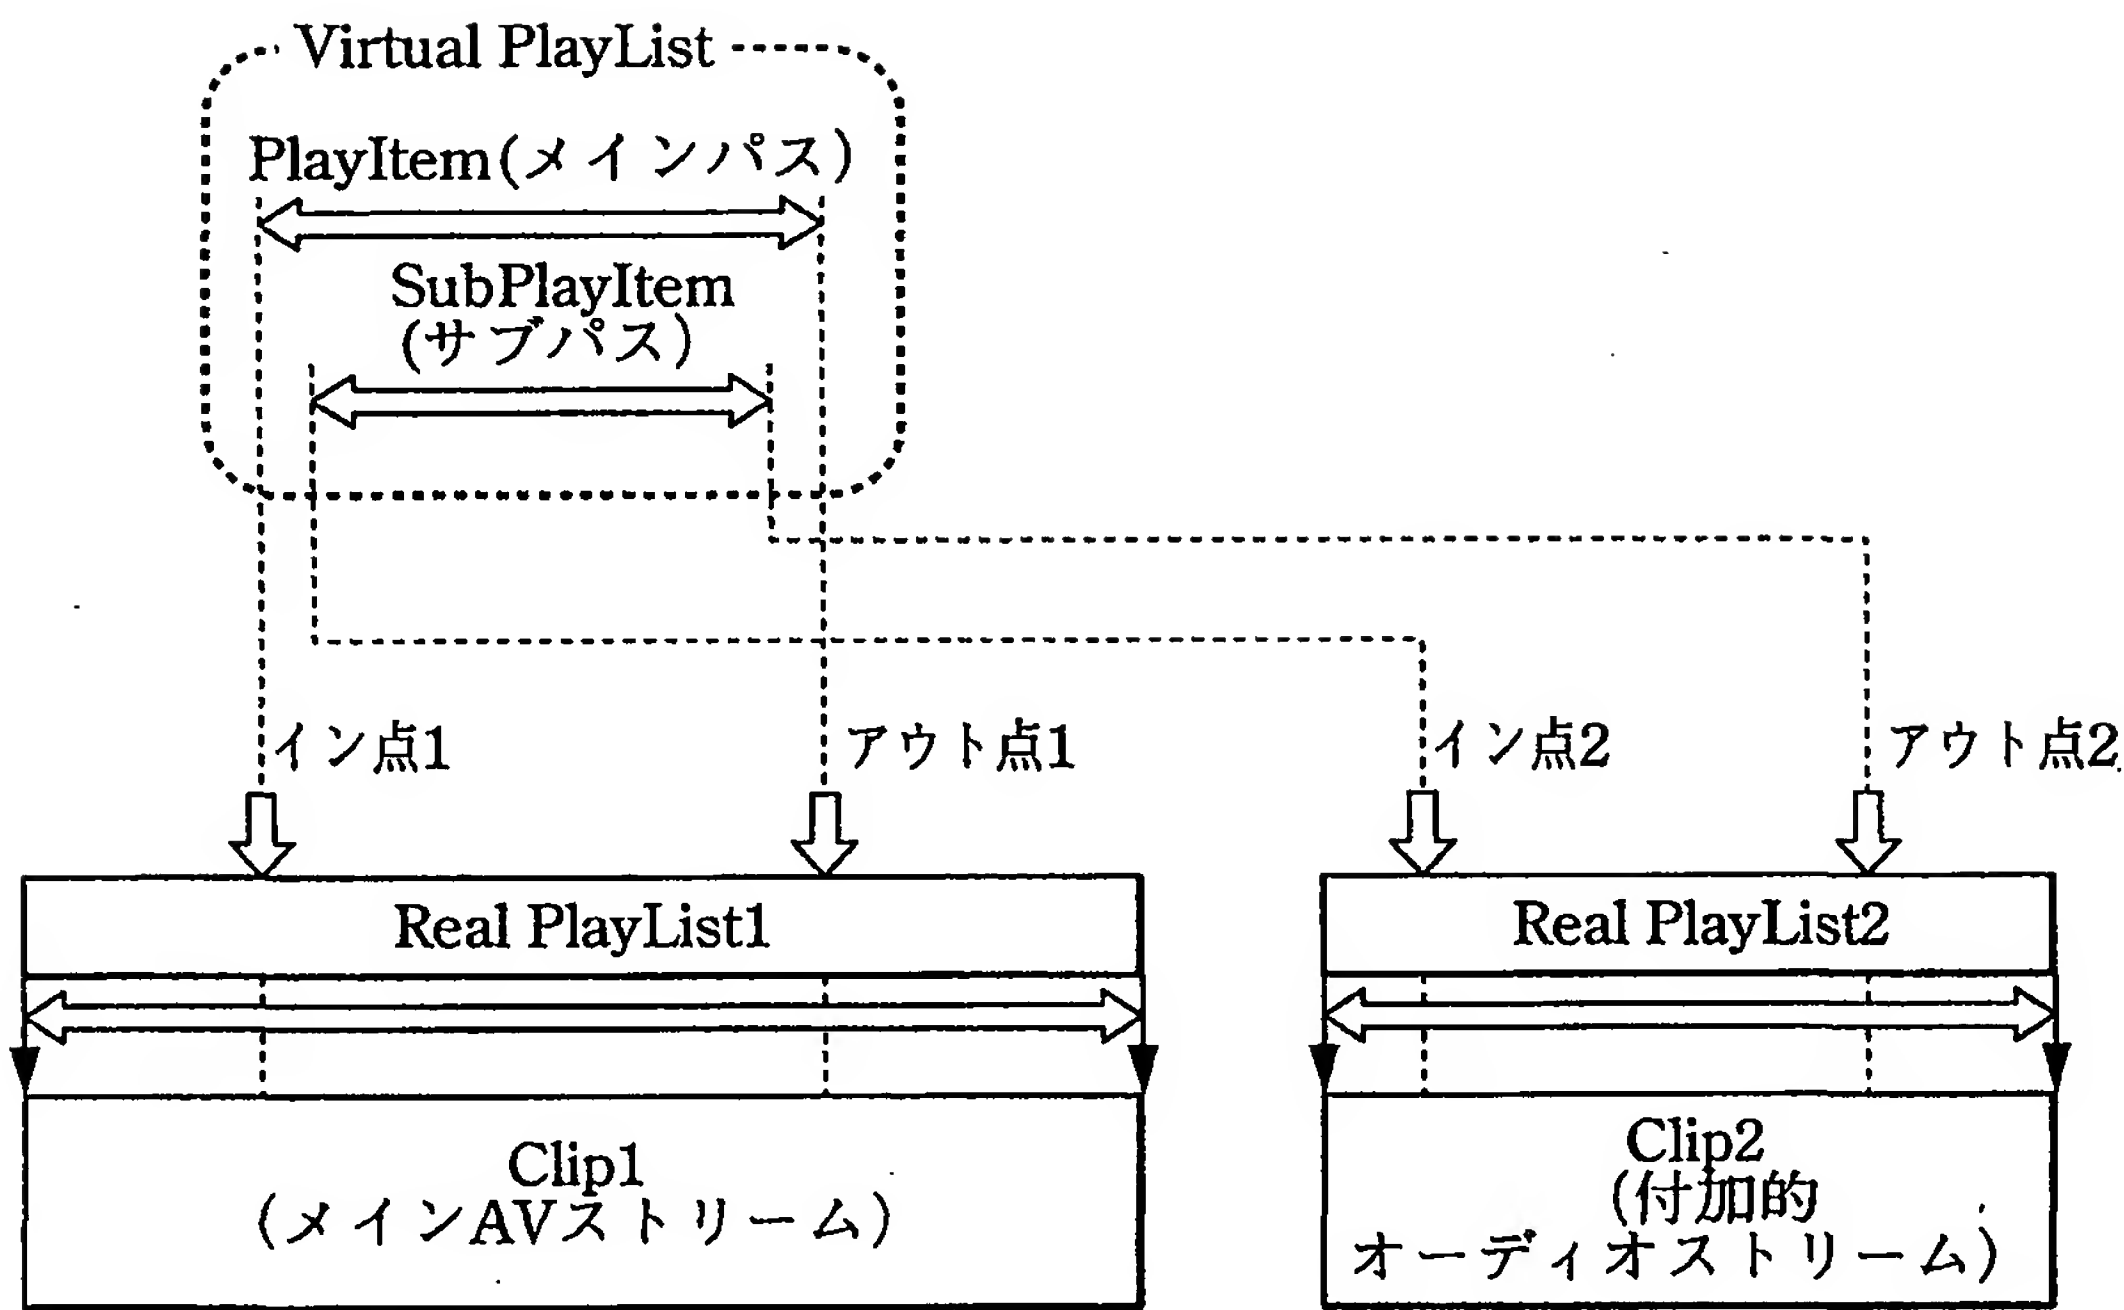 Virtual PlayList
PlayItem(メインパス)
SubPlayItem
(サブパス)
イン点1
アウト点1
イン点2
アウト点2
Real PlayList1
Real PlayList2
Clip1
(メインAVストリーム)
Clip2
(付加的
オーディオストリーム)